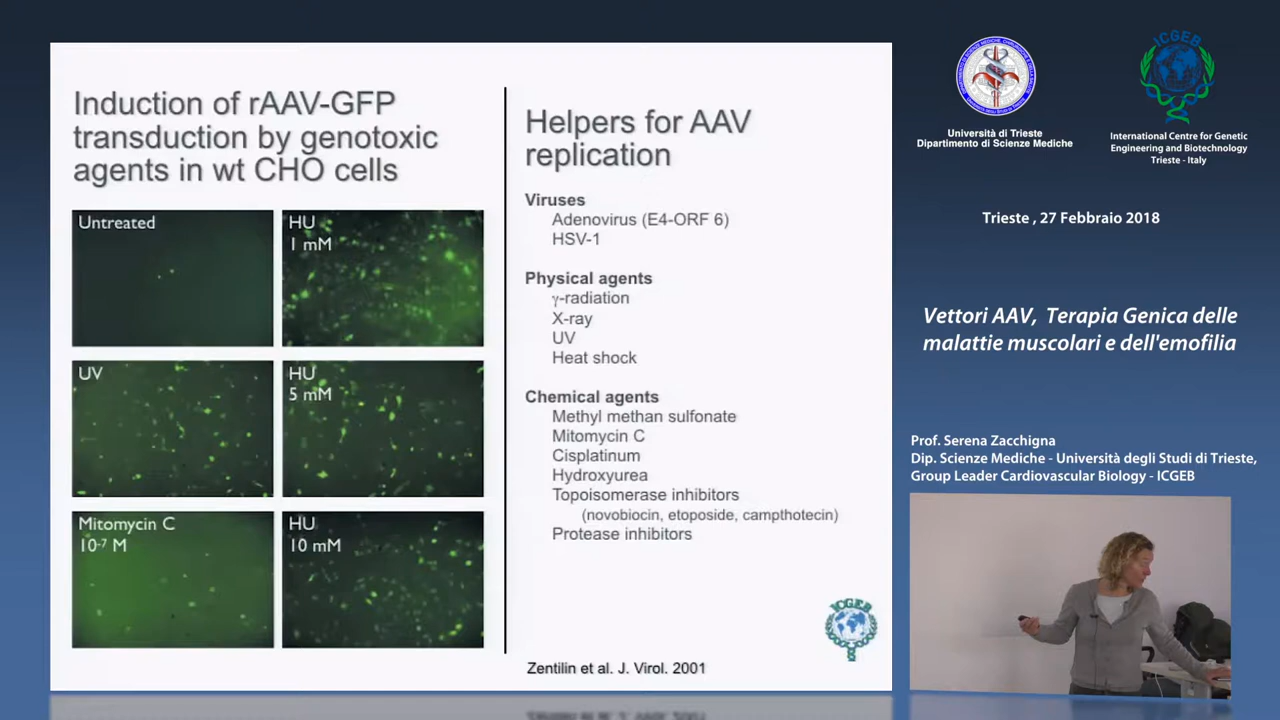 Induction of rAAV-GFP
transduction by genotoxic
agents in wt CHO cells
Untreated
HU
1 mM
UV
HU
5 mM
Mitomycin C
10⁻⁷ M
HU
10 mM
Helpers for AAV
replication
Viruses
Adenovirus (E4-ORF 6)
HSV-1
Physical agents
γ-radiation
X-ray
UV
Heat shock
Chemical agents
Methyl methan sulfonate
Mitomycin C
Cisplatinum
Hydroxyurea
Topoisomerase inhibitors
(novobiocin, etoposide, campthotecin)
Protease inhibitors
ICGEB
Zentilin et al. J. Virol. 2001
Università di Trieste
Dipartimento di Scienze Mediche
ICGEB
International Centre for Genetic
Engineering and Biotechnology
Trieste - Italy
Trieste , 27 Febbraio 2018
Vettori AAV, Terapia Genica delle
malattie muscolari e dell'emofilia
Prof. Serena Zacchigna
Dip. Scienze Mediche - Università degli Studi di Trieste,
Group Leader Cardiovascular Biology - ICGEB